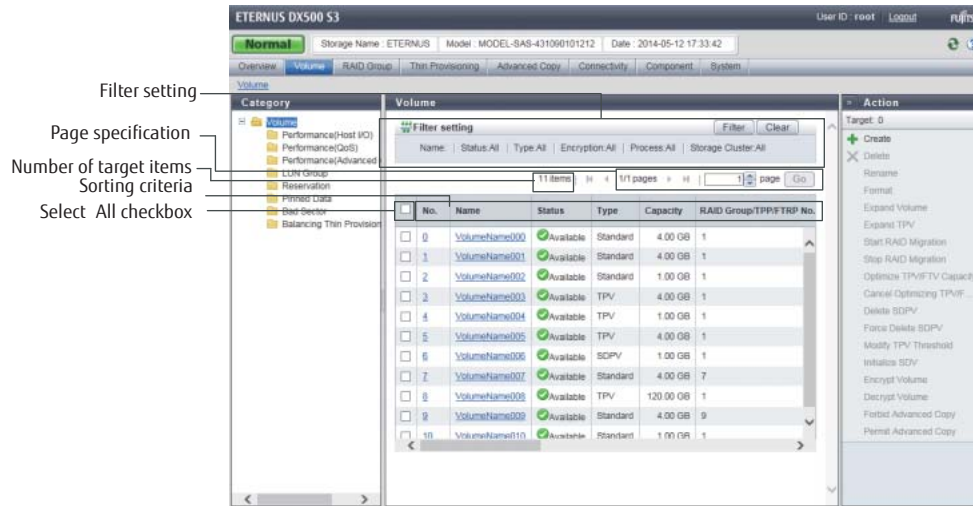 ETERNUS DX500 S3
User ID : root Logout
Normal Storage Name : ETERNUS Model : MODEL-SAS-431090101212 Date : 2014-05-12 17:33:42
Overview Volume RAID Group Thin Provisioning Advanced Copy Connectivity Component System
Volume
Filter setting
Page specification
Number of target items
Sorting criteria
Select All checkbox
Category
Volume
Performance(Host I/O)
Performance(QoS)
Performance(Advanced
LUN Group
Reservation
Pinned Data
Bad Sector
Balancing Thin Provision
Volume
Filter setting Filter Clear
Name: Status:All Type:All Encryption:All Process:All Storage Cluster:All
11 items 1/1 pages 1 page Go
No. Name Status Type Capacity RAID Group/TPP/FTRP No.
0 VolumeName000 Available Standard 4.00 GB 1
1 VolumeName001 Available Standard 4.00 GB 1
2 VolumeName002 Available Standard 1.00 GB 1
3 VolumeName003 Available TPV 4.00 GB 1
4 VolumeName004 Available TPV 1.00 GB 1
5 VolumeName005 Available TPV 4.00 GB 1
6 VolumeName006 Available SDPV 1.00 GB 1
7 VolumeName007 Available Standard 4.00 GB 7
8 VolumeName008 Available TPV 120.00 GB 1
9 VolumeName009 Available Standard 4.00 GB 9
10 VolumeName010 Available Standard 1.00 GB 1
Action
Target: 0
Create
Delete
Rename
Format
Expand Volume
Expand TPV
Start RAID Migration
Stop RAID Migration
Optimize TPV/FTV Capacit
Cancel Optimizing TPV/F...
Delete SDPV
Force Delete SDPV
Modify TPV Threshold
Initialize SDV
Encrypt Volume
Decrypt Volume
Forbid Advanced Copy
Permit Advanced Copy